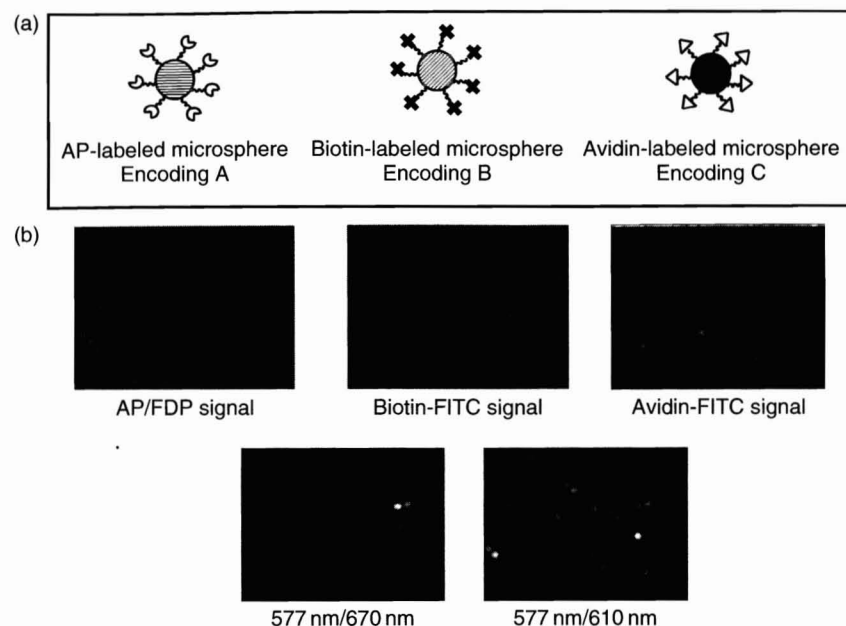 (a)
AP-labeled microsphere
Encoding A
Biotin-labeled microsphere
Encoding B
Avidin-labeled microsphere
Encoding C
(b)
AP/FDP signal
Biotin-FITC signal
Avidin-FITC signal
577 nm/670 nm
577 nm/610 nm